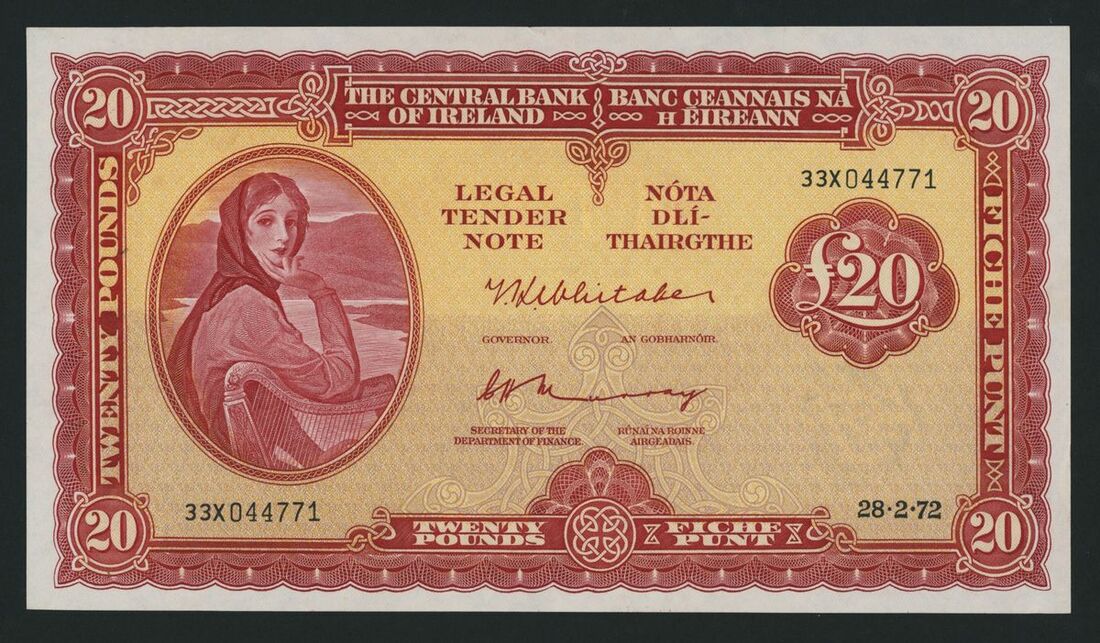 20
THE CENTRAL BANK
OF IRELAND
BANC CEANNAIS NA
H ÉIREANN
20
TWENTY POUNDS
LEGAL
TENDER
NOTE
NÓTA
DLÍ-
THAIRGTHE
33X044771
£20
FICHE PUNT
T K Whitaker
GOVERNOR.
AN GOBHARNÓIR.
C H Murray
SECRETARY OF THE
DEPARTMENT OF FINANCE.
RÚNAÍ NA ROINNE
AIRGEADAIS.
33X044771
28·2·72
20
TWENTY
POUNDS
FICHE
PUNT
20